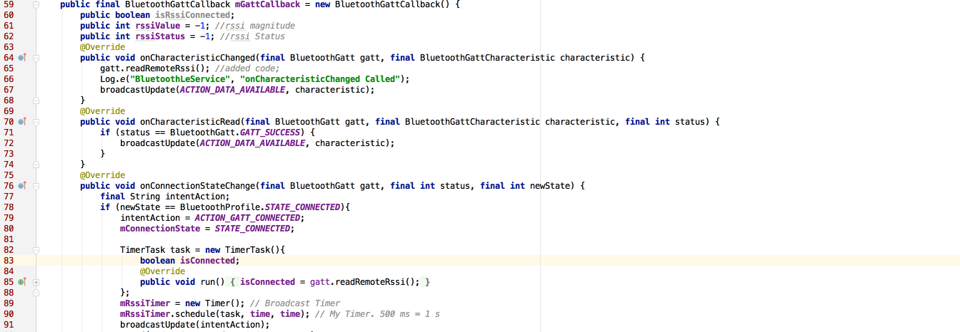 59 public final BluetoothGattCallback mGattCallback = new BluetoothGattCallback() {
60 public boolean isRssiConnected;
61 public int rssiValue = -1; //rssi magnitude
62 public int rssiStatus = -1; //rssi Status
63 @Override
64 public void onCharacteristicChanged(final BluetoothGatt gatt, final BluetoothGattCharacteristic characteristic) {
65 gatt.readRemoteRssi(); //added code;
66 Log.e("BluetoothLeService", "onCharacteristicChanged Called");
67 broadcastUpdate(ACTION_DATA_AVAILABLE, characteristic);
68 }
69 @Override
70 public void onCharacteristicRead(final BluetoothGatt gatt, final BluetoothGattCharacteristic characteristic, final int status) {
71 if (status == BluetoothGatt.GATT_SUCCESS) {
72 broadcastUpdate(ACTION_DATA_AVAILABLE, characteristic);
73 }
74 }
75 @Override
76 public void onConnectionStateChange(final BluetoothGatt gatt, final int status, final int newState) {
77 final String intentAction;
78 if (newState == BluetoothProfile.STATE_CONNECTED){
79 intentAction = ACTION_GATT_CONNECTED;
80 mConnectionState = STATE_CONNECTED;
81
82 TimerTask task = new TimerTask(){
83 boolean isConnected;
84 @Override
85 public void run() { isConnected = gatt.readRemoteRssi(); }
88 };
89 mRssiTimer = new Timer(); // Broadcast Timer
90 mRssiTimer.schedule(task, time, time); // My Timer. 500 ms = 1 s
91 broadcastUpdate(intentAction);